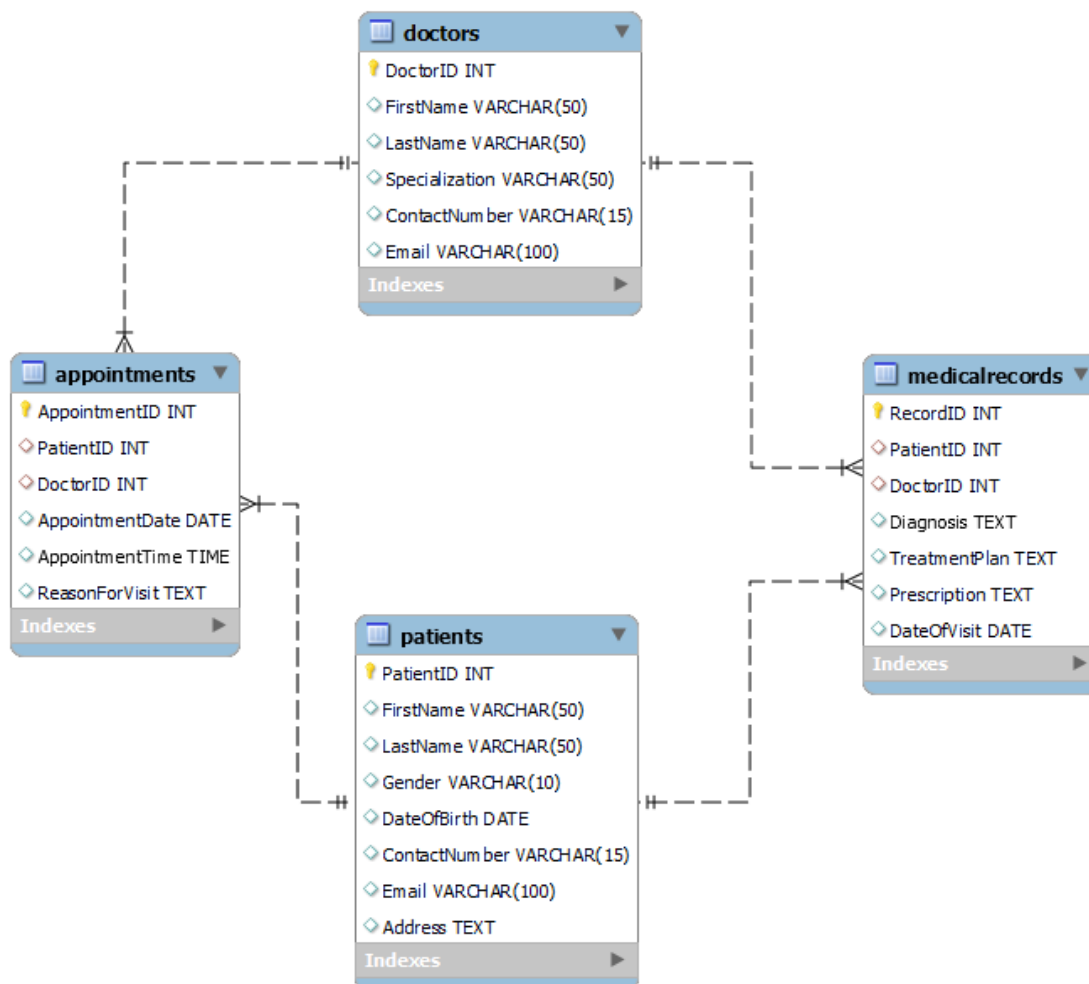 doctors
DoctorID INT
FirstName VARCHAR(50)
LastName VARCHAR(50)
Specialization VARCHAR(50)
ContactNumber VARCHAR(15)
Email VARCHAR(100)
Indexes
appointments
AppointmentID INT
PatientID INT
DoctorID INT
AppointmentDate DATE
AppointmentTime TIME
ReasonForVisit TEXT
Indexes
medicalrecords
RecordID INT
PatientID INT
DoctorID INT
Diagnosis TEXT
TreatmentPlan TEXT
Prescription TEXT
DateOfVisit DATE
Indexes
patients
PatientID INT
FirstName VARCHAR(50)
LastName VARCHAR(50)
Gender VARCHAR(10)
DateOfBirth DATE
ContactNumber VARCHAR(15)
Email VARCHAR(100)
Address TEXT
Indexes